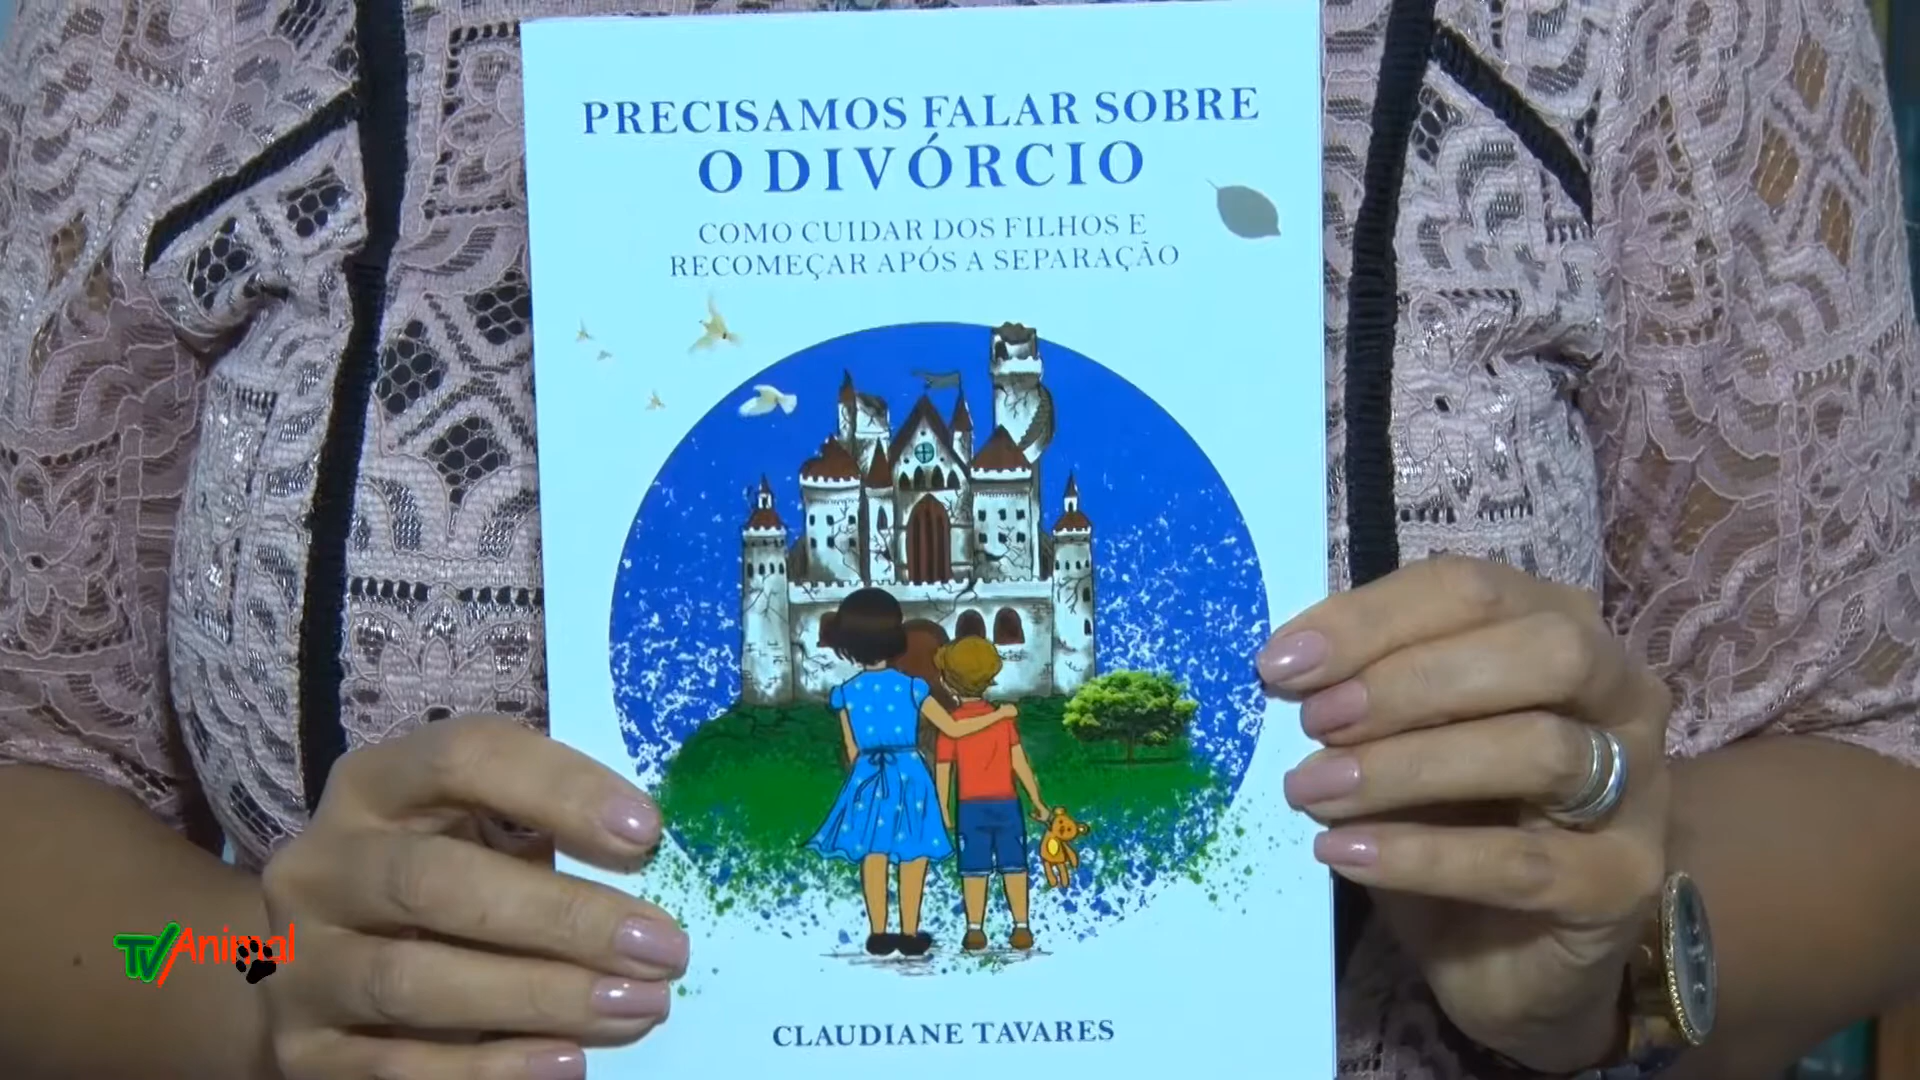 PRECISAMOS FALAR SOBRE
O DIVÓRCIO
COMO CUIDAR DOS FILHOS E
RECOMEÇAR APÓS A SEPARAÇÃO
CLAUDIANE TAVARES
TV Animal